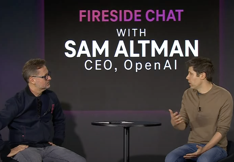 FIRESIDE CHAT
WITH
SAM ALTMAN
CEO, OpenAI